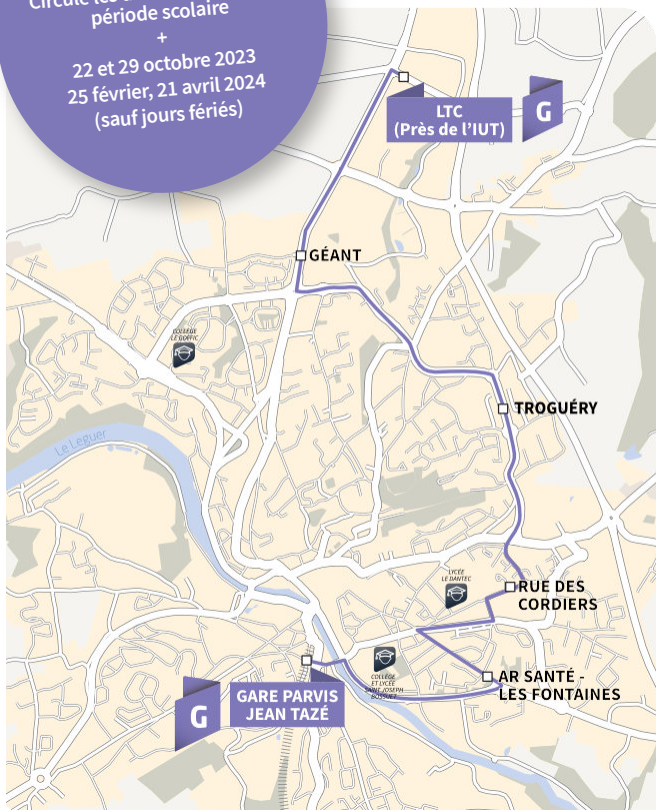 période scolaire
+
22 et 29 octobre 2023
25 février, 21 avril 2024
(sauf jours fériés)
LTC
(Près de l'IUT)
G
GÉANT
COLLÈGE
LE GOFFIC
TROGUÉRY
Le Leguer
LYCÉE
LE DANTEC
RUE DES
CORDIERS
COLLÈGE
ET LYCÉE
SAINT JOSEPH
BOSSUET
AR SANTÉ -
LES FONTAINES
G
GARE PARVIS
JEAN TAZÉ